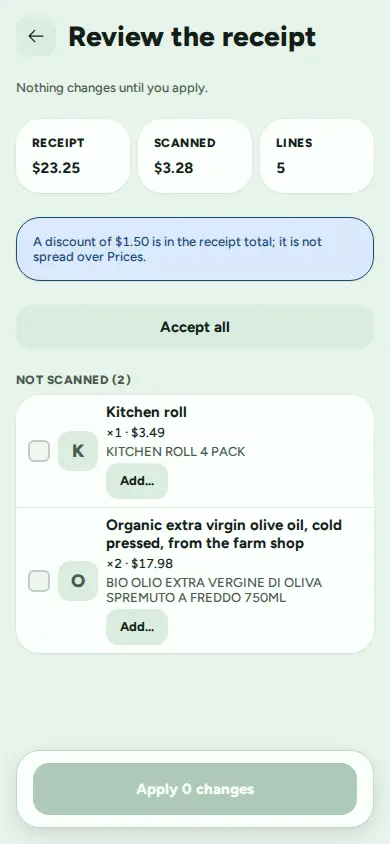 Review the receipt
Nothing changes until you apply.
RECEIPT
$23.25
SCANNED
$3.28
LINES
5
A discount of $1.50 is in the receipt total; it is not
spread over Prices.
Accept all
NOT SCANNED (2)
K
Kitchen roll
×1 · $3.49
KITCHEN ROLL 4 PACK
Add...
O
Organic extra virgin olive oil, cold
pressed, from the farm shop
×2 · $17.98
BIO OLIO EXTRA VERGINE DI OLIVA
SPREMUTO A FREDDO 750ML
Add...
Apply 0 changes